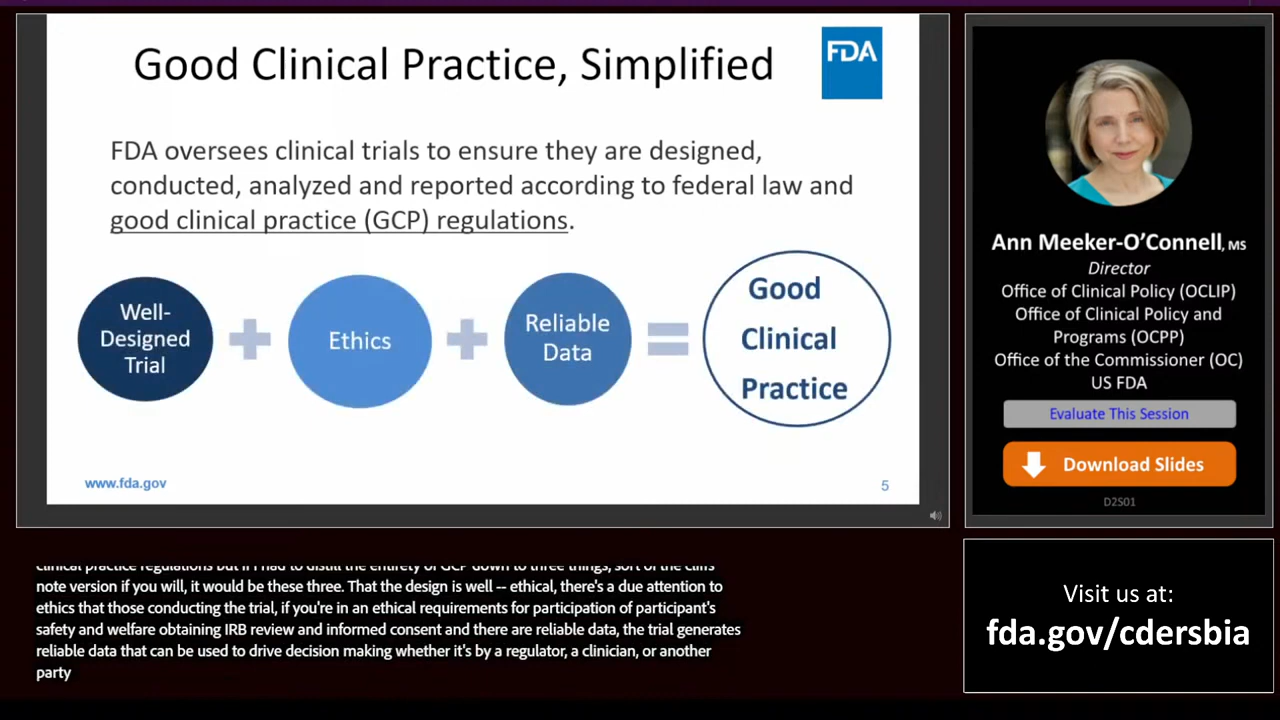 Good Clinical Practice, Simplified
FDA
FDA oversees clinical trials to ensure they are designed,
conducted, analyzed and reported according to federal law and
good clinical practice (GCP) regulations.
Well-
Designed
Trial
+
Ethics
+
Reliable
Data
=
Good
Clinical
Practice
www.fda.gov
5
Ann Meeker-O’Connell, MS
Director
Office of Clinical Policy (OCLIP)
Office of Clinical Policy and
Programs (OCPP)
Office of the Commissioner (OC)
US FDA
Evaluate This Session
Download Slides
D2S01
clinical practice regulations but if I had to distill the entirety of GCP down to three things, sort of the cliffs
note version if you will, it would be these three. That the design is well -- ethical, there's a due attention to
ethics that those conducting the trial, if you're in an ethical requirements for participation of participant's
safety and welfare obtaining IRB review and informed consent and there are reliable data, the trial generates
reliable data that can be used to drive decision making whether it's by a regulator, a clinician, or another
party
Visit us at:
fda.gov/cdersbia